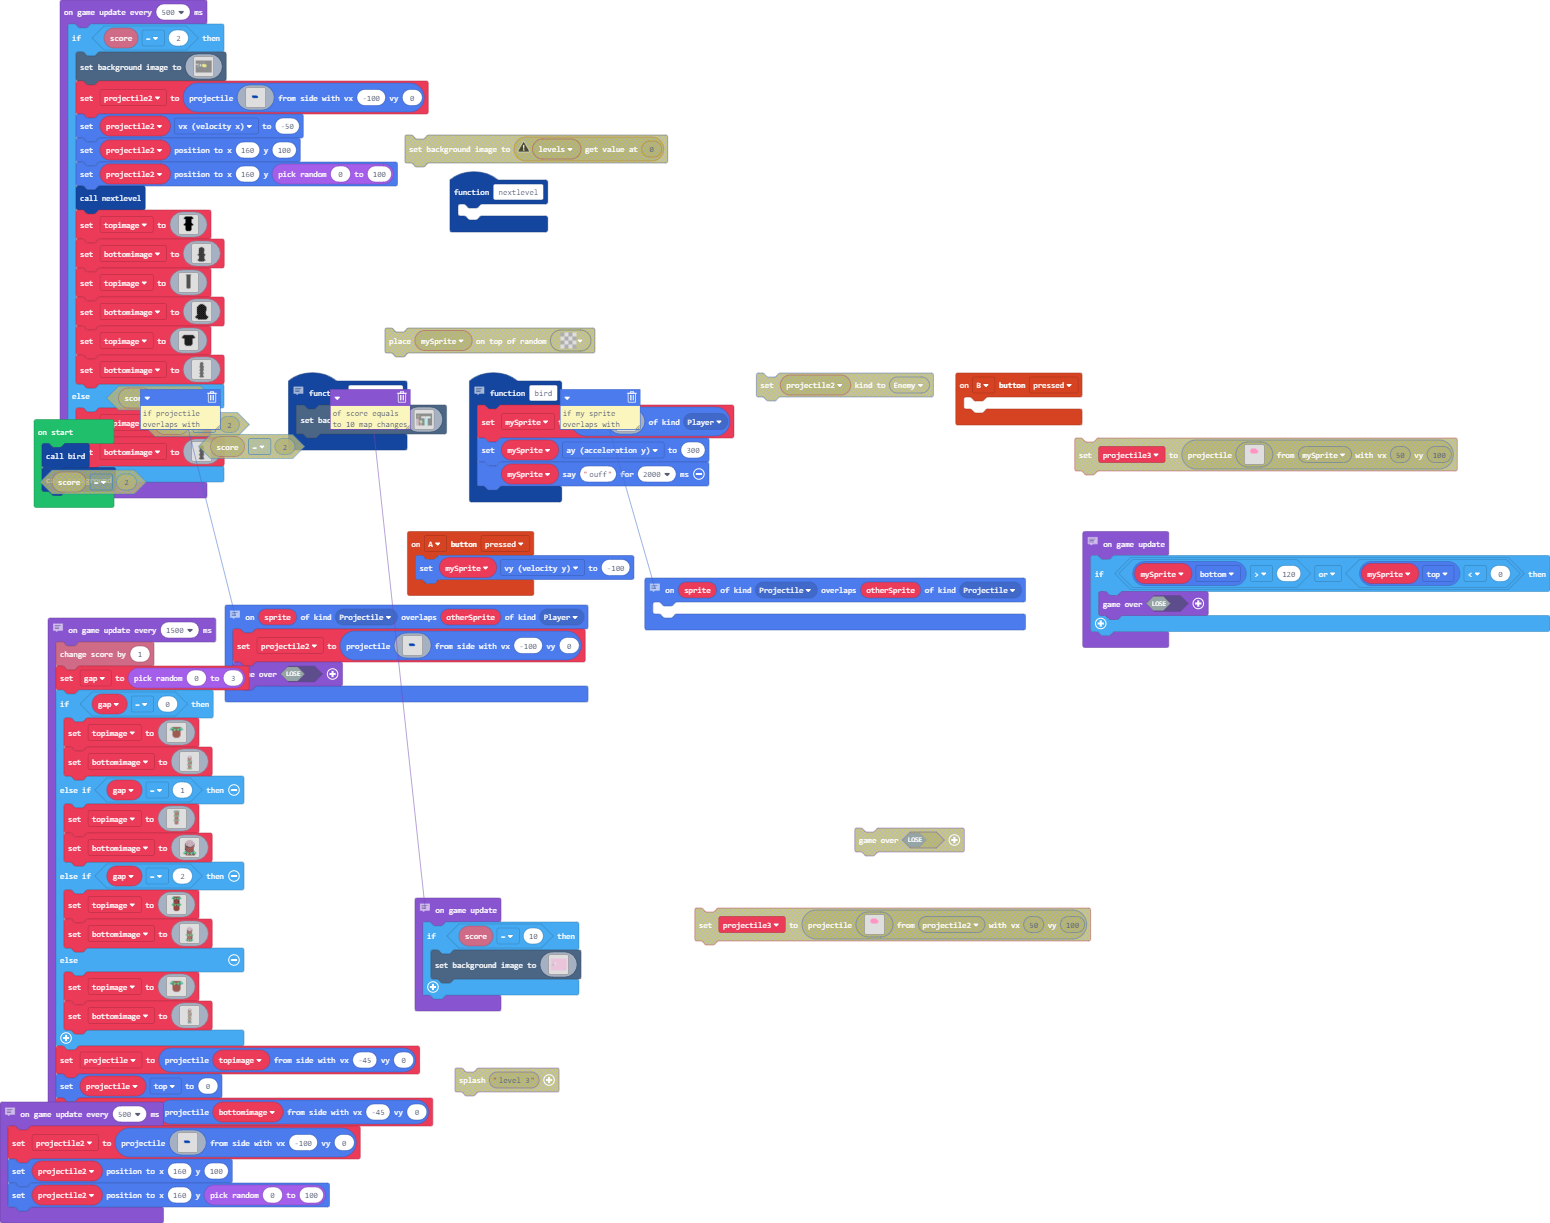 on game update every 500 ms
if score = 2 then
set background image to
set projectile2 to projectile from side with vx -100 vy 0
set projectile2 vx (velocity x) to -50
set projectile2 position to x 160 y 100
set projectile2 position to x 160 y pick random 0 to 100
call nextlevel
set topimage to
set bottomimage to
set topimage to
set bottomimage to
set topimage to
set bottomimage to
else
bottomimage to
score = 2
2
on start
call bird
score = 2
set background image to levels get value at 0
function nextlevel
place mySprite on top of random
if projectile
overlaps with
of score equals
to 10 map changes
function bird
set mySprite
of kind Player
set mySprite ay (acceleration y) to 300
mySprite say "ouff" for 2000 ms
if my sprite
overlaps with
set projectile2 kind to Enemy
on B button pressed
set projectile3 to projectile from mySprite with vx 50 vy 100
on A button pressed
set mySprite vy (velocity y) to -100
on sprite of kind Projectile overlaps otherSprite of kind Projectile
on game update
if mySprite bottom > 120 or mySprite top < 0 then
game over LOSE
on sprite of kind Projectile overlaps otherSprite of kind Player
set projectile2 to projectile from side with vx -100 vy 0
over LOSE
on game update every 1500 ms
change score by 1
set gap to pick random 0 to 3
if gap = 0 then
set topimage to
set bottomimage to
else if gap = 1 then
set topimage to
set bottomimage to
else if gap = 2 then
set topimage to
set bottomimage to
else
set topimage to
set bottomimage to
set projectile to projectile topimage from side with vx -45 vy 0
set projectile top to 0
projectile bottomimage from side with vx -45 vy 0
on game update every 500 ms
set projectile2 to projectile from side with vx -100 vy 0
set projectile2 position to x 160 y 100
set projectile2 position to x 160 y pick random 0 to 100
game over LOSE
on game update
if score = 10 then
set background image to
set projectile3 to projectile from projectile2 with vx 50 vy 100
splash "level 3"